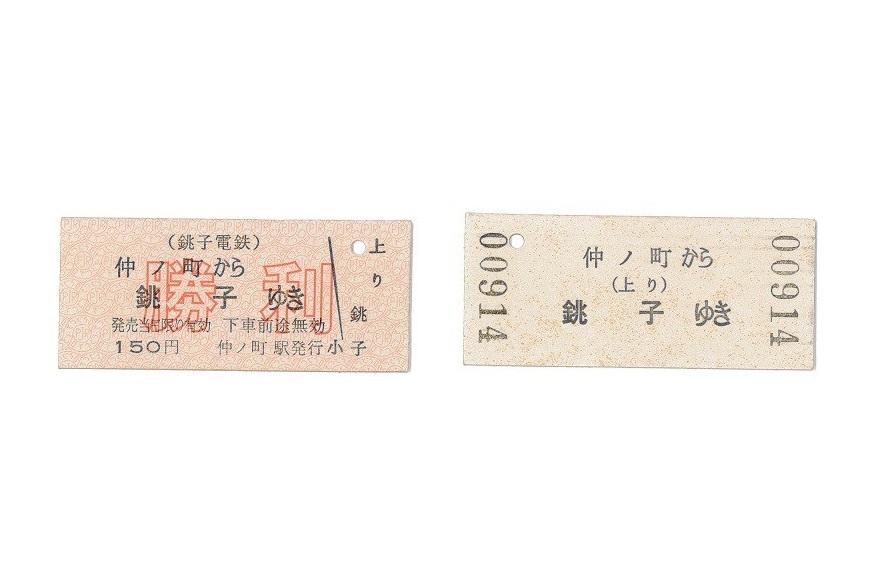 (銚子電鉄)
仲ノ町から
銚子ゆき
勝利
発売当日限り有効 下車前途無効
150円 仲ノ町駅発行
小
上り
銚
子
00914
仲ノ町から
(上り)
銚子ゆき
00914